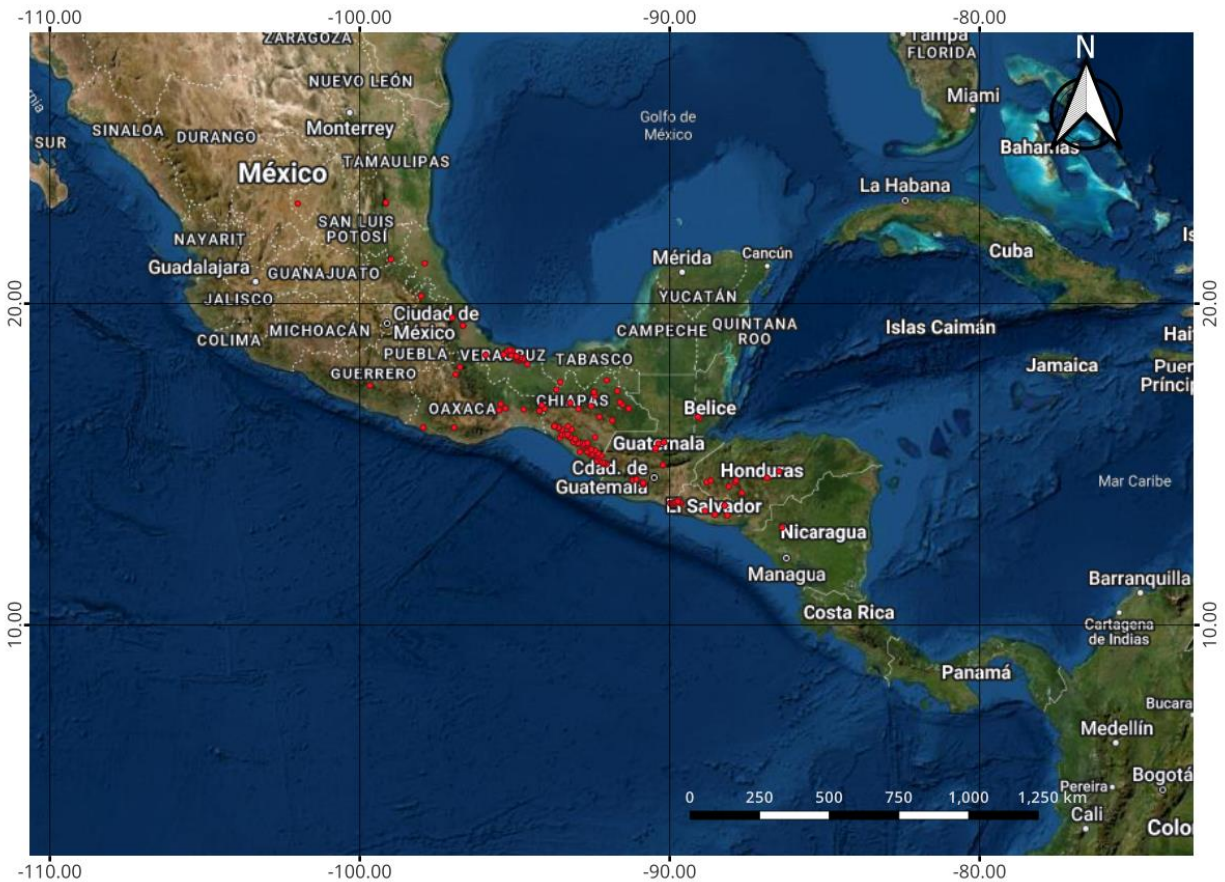 -110.00
-100.00
-90.00
-80.00
ZARAGOZA
Tampa
FLORIDA
N
NUEVO LEÓN
Miami
Golfo de
México
SUR
SINALOA
DURANGO
Monterrey
Bahamas
TAMAULIPAS
México
La Habana
SAN LUIS
POTOSÍ
NAYARIT
Cuba
Mérida
Cancún
Guadalajara
GUANAJUATO
JALISCO
YUCATÁN
20.00
20.00
Ciudad de
México
MICHOACÁN
COLIMA
CAMPECHE
QUINTANA
ROO
Islas Caimán
PUEBLA
VERACRUZ
TABASCO
Jamaica
GUERRERO
OAXACA
CHIAPAS
Belice
Guatemala
Cdad. de
Guatemala
Honduras
Mar Caribe
El Salvador
Nicaragua
Managua
Barranquilla
Costa Rica
10.00
10.00
Cartagena
de Indias
Panamá
Medellín
Pereira
Cali
0
250
500
750
1,000
1,250 km
-110.00
-100.00
-90.00
-80.00